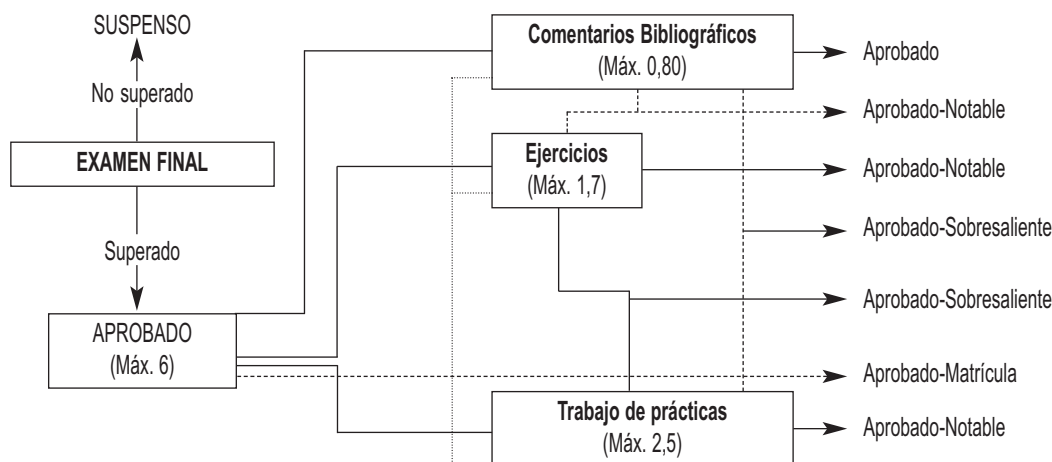 SUSPENSO
No superado
EXAMEN FINAL
Superado
APROBADO
(Máx. 6)
Comentarios Bibliográficos
(Máx. 0,80)
Ejercicios
(Máx. 1,7)
Trabajo de prácticas
(Máx. 2,5)
Aprobado
Aprobado-Notable
Aprobado-Notable
Aprobado-Sobresaliente
Aprobado-Sobresaliente
Aprobado-Matrícula
Aprobado-Notable